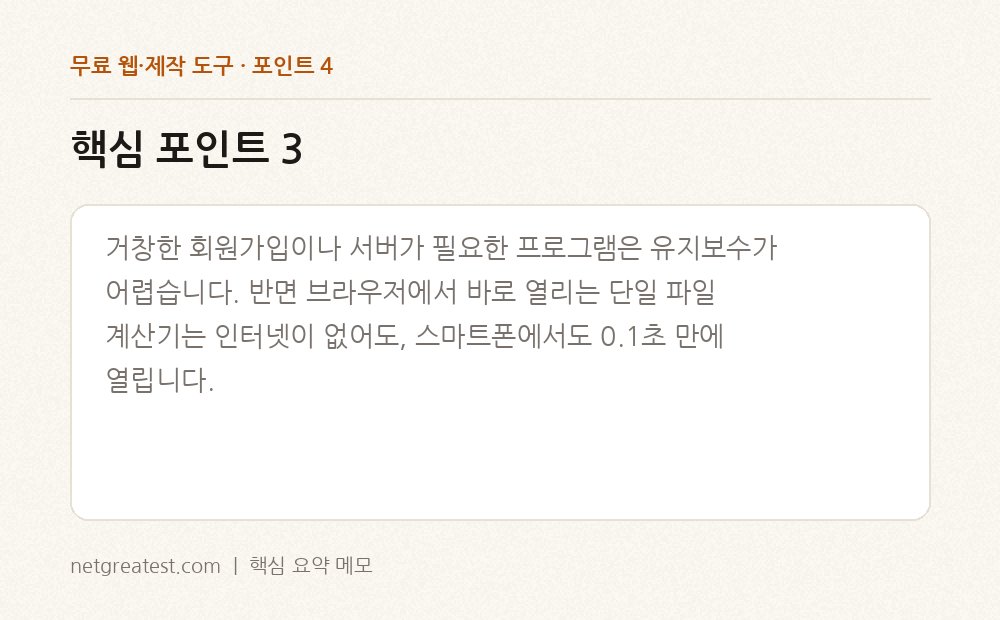 무료 웹·제작 도구 · 포인트 4
핵심 포인트 3
거창한 회원가입이나 서버가 필요한 프로그램은 유지보수가
어렵습니다. 반면 브라우저에서 바로 열리는 단일 파일
계산기는 인터넷이 없어도, 스마트폰에서도 0.1초 만에
열립니다.
netgreatest.com | 핵심 요약 메모